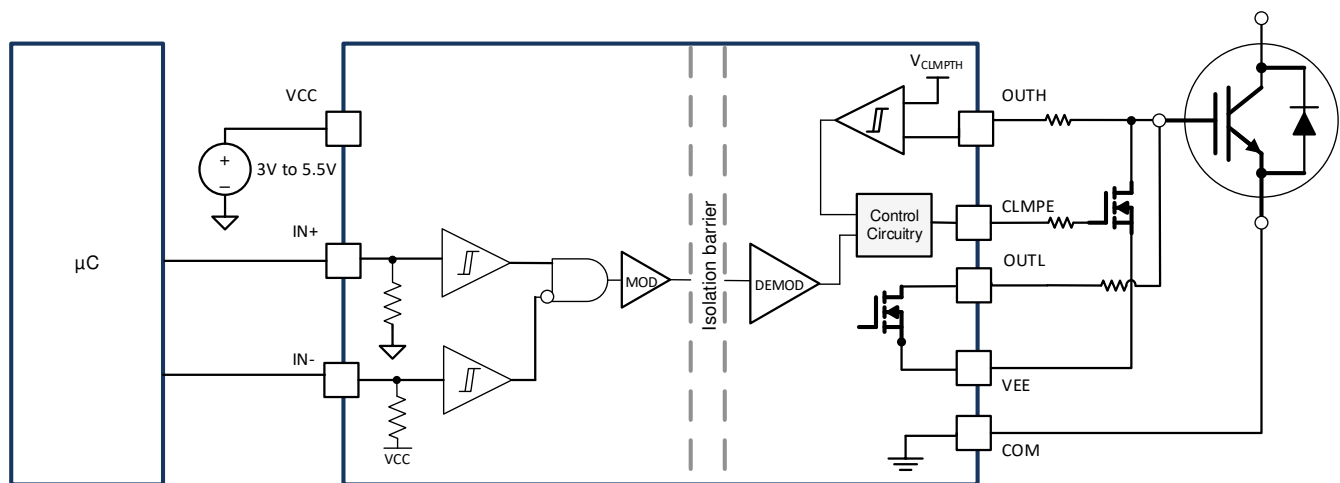 μC
VCC
+
−
3V to 5.5V
IN+
IN-
VCC
MOD
Isolation barrier
DEMOD
VCLMPTH
Control
Circuitry
OUTH
CLMPE
OUTL
VEE
COM